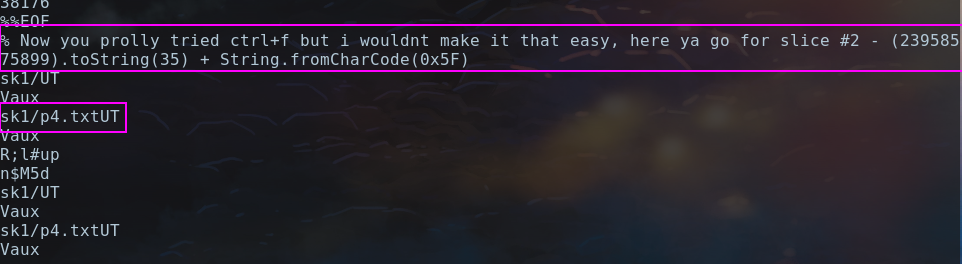 38176
%%EOF
% Now you prolly tried ctrl+f but i wouldnt make it that easy, here ya go for slice #2 - (239585
75899).toString(35) + String.fromCharCode(0x5F)
sk1/UT
Vaux
sk1/p4.txtUT
Vaux
R;l#up
n$M5d
sk1/UT
Vaux
sk1/p4.txtUT
Vaux